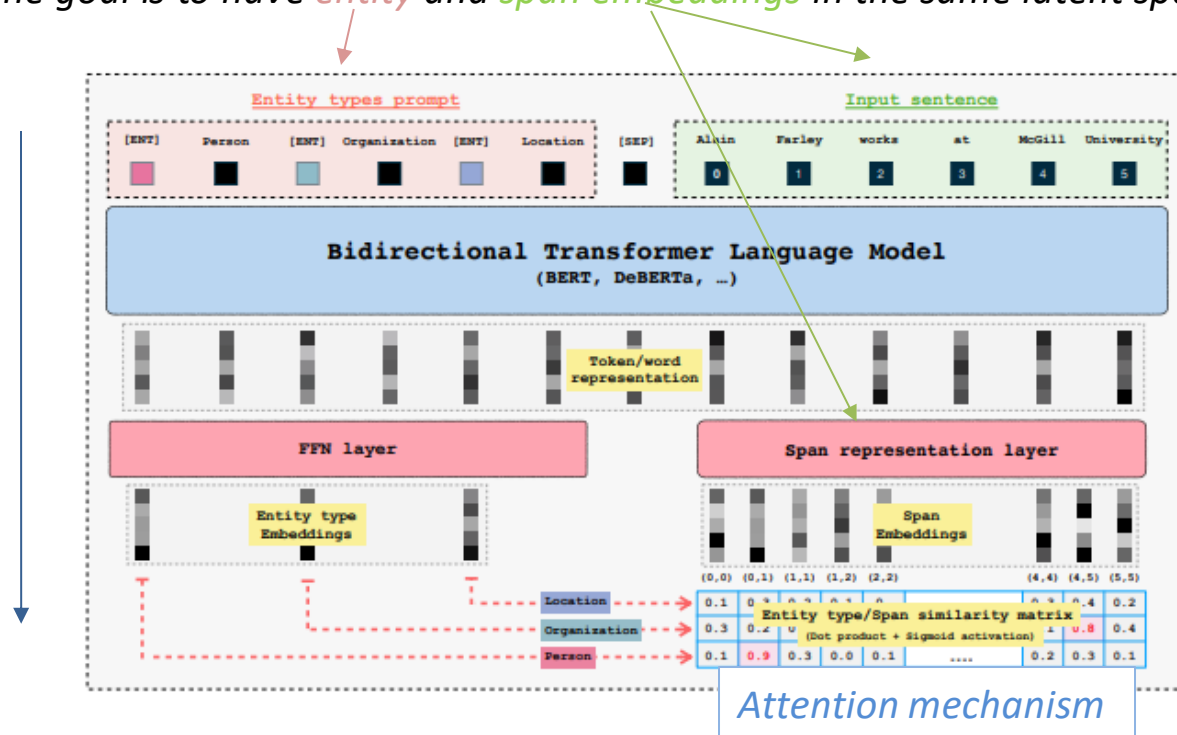 goal is to have entity and span embeddings in the same latent
Entity types prompt
Input sentence
[ENT] Person [ENT] Organization [ENT] Location [SEP] Alain Farley works at McGill University
0 1 2 3 4 5
Bidirectional Transformer Language Model
(BERT, DeBERTa, …)
Token/word
representation
FFN layer
Span representation layer
Entity type
Embeddings
Span
Embeddings
(0,0) (0,1) (1,1) (1,2) (2,2) (4,4) (4,5) (5,5)
Location 0.1 0.4 0.2
Entity type/Span similarity matrix
Organization 0.3 0.2 0.8 0.4
(Dot product + Sigmoid activation)
Person 0.1 0.9 0.3 0.0 0.1 .... 0.2 0.3 0.1
Attention mechanism